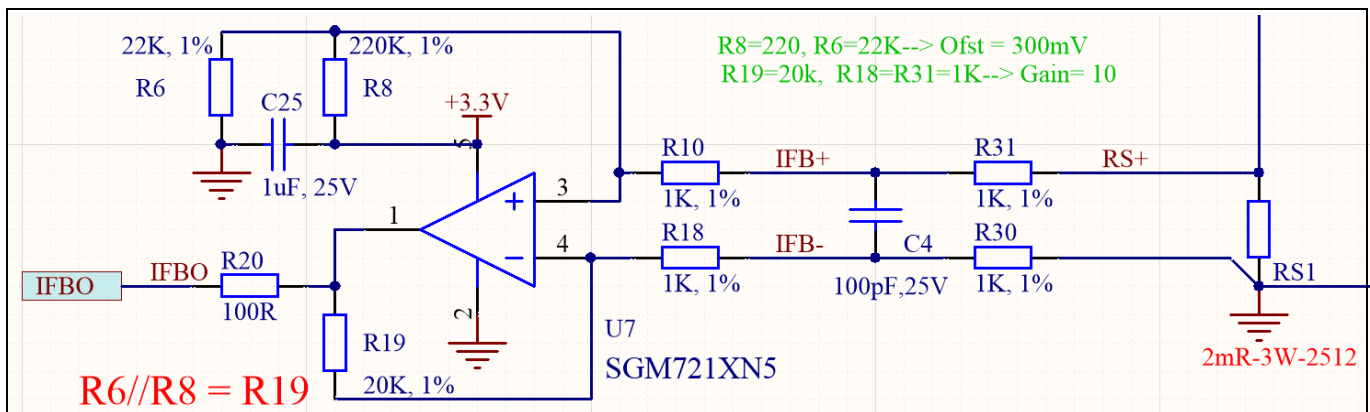 22K, 1%
220K, 1%
R8=220, R6=22K--> Ofst = 300mV
R19=20k, R18=R31=1K--> Gain= 10
R6
C25
R8
+3.3V
5
1uF, 25V
R10
IFB+
R31
RS+
3
1K, 1%
1K, 1%
1
4
R18
IFB-
C4
R30
IFBO
IFBO
R20
1K, 1%
100pF,25V
1K, 1%
RS1
100R
2
U7
R19
SGM721XN5
2mR-3W-2512
R6//R8 = R19
20K, 1%